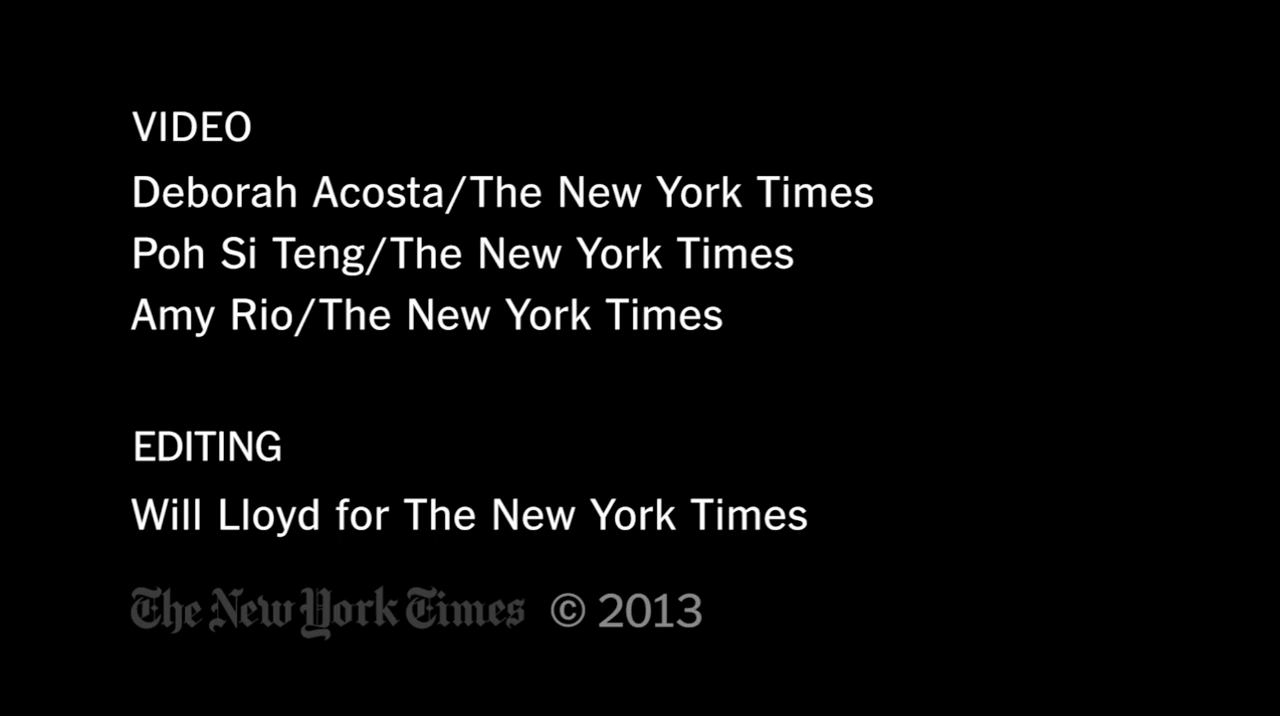 VIDEO
Deborah Acosta/The New York Times
Poh Si Teng/The New York Times
Amy Rio/The New York Times
EDITING
Will Lloyd for The New York Times
The New York Times © 2013